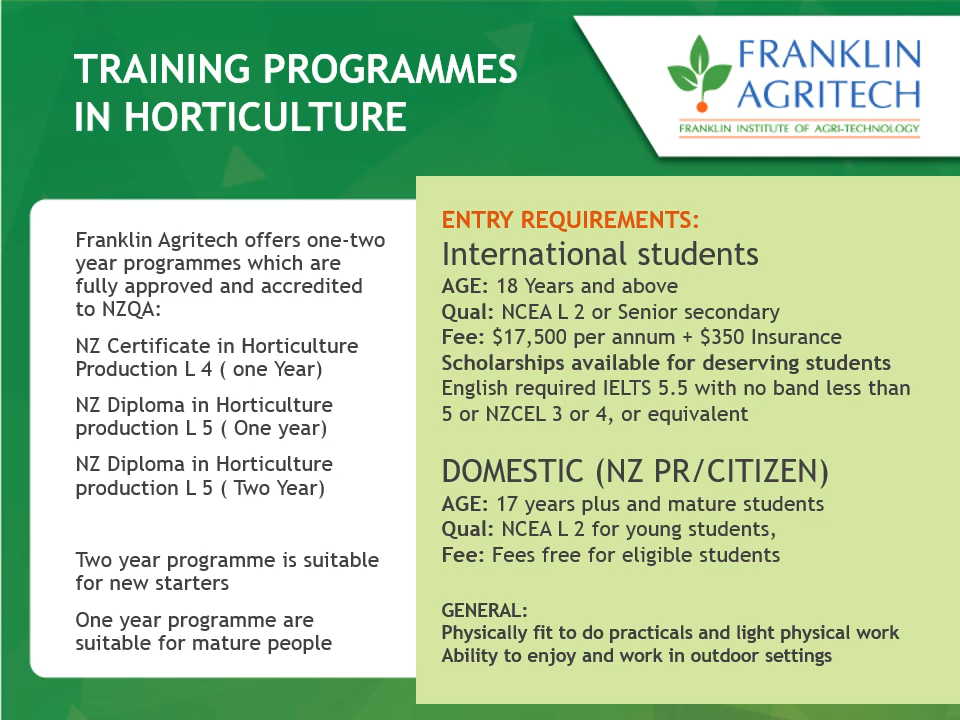 TRAINING PROGRAMMES
IN HORTICULTURE
FRANKLIN
AGRITECH
FRANKLIN INSTITUTE OF AGRI-TECHNOLOGY
Franklin Agritech offers one-two
year programmes which are
fully approved and accredited
to NZQA:
NZ Certificate in Horticulture
Production L 4 ( one Year)
NZ Diploma in Horticulture
production L 5 ( One year)
NZ Diploma in Horticulture
production L 5 ( Two Year)
Two year programme is suitable
for new starters
One year programme are
suitable for mature people
ENTRY REQUIREMENTS:
International students
AGE: 18 Years and above
Qual: NCEA L 2 or Senior secondary
Fee: $17,500 per annum + $350 Insurance
Scholarships available for deserving students
English required IELTS 5.5 with no band less than
5 or NZCEL 3 or 4, or equivalent
DOMESTIC (NZ PR/CITIZEN)
AGE: 17 years plus and mature students
Qual: NCEA L 2 for young students,
Fee: Fees free for eligible students
GENERAL:
Physically fit to do practicals and light physical work
Ability to enjoy and work in outdoor settings